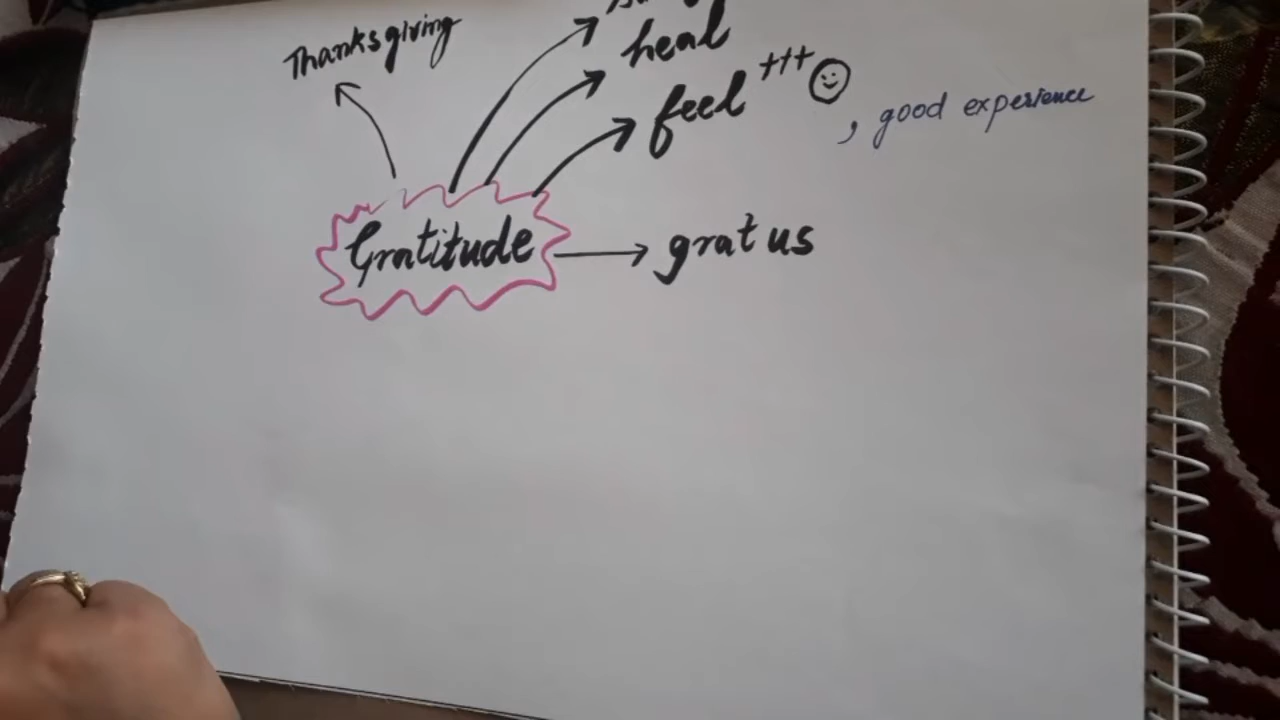 Thanksgiving
heal
feel +++ ☺
, good experience
Gratitude
gratus